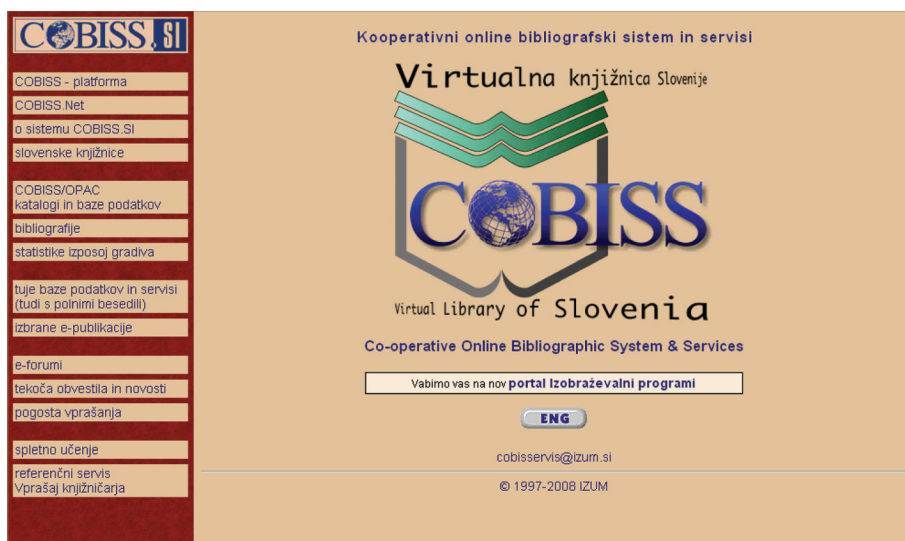 COBISS.SI
COBISS - platforma
COBISS.Net
o sistemu COBISS.SI
slovenske knjižnice
COBISS/OPAC
katalogi in baze podatkov
bibliografije
statistike izposoj gradiva
tuje baze podatkov in servisi
(tudi s polnimi besedili)
izbrane e-publikacije
e-forumi
tekoča obvestila in novosti
pogosta vprašanja
spletno učenje
referenčni servis
Vprašaj knjižničarja
Kooperativni online bibliografski sistem in servisi
Virtualna knjižnica Slovenije
COBISS
Virtual Library of Slovenia
Co-operative Online Bibliographic System & Services
Vabimo vas na nov portal Izobraževalni programi
ENG
cobisservis@izum.si
© 1997-2008 IZUM